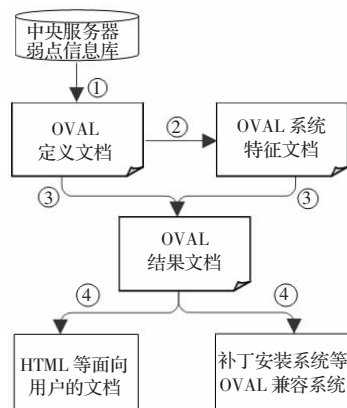 中央服务器
弱点信息库
①
OVAL
定义文档
②
OVAL 系统
特征文档
③
③
OVAL
结果文档
④
④
HTML 等面向
用户的文档
补丁安装系统等
OVAL 兼容系统